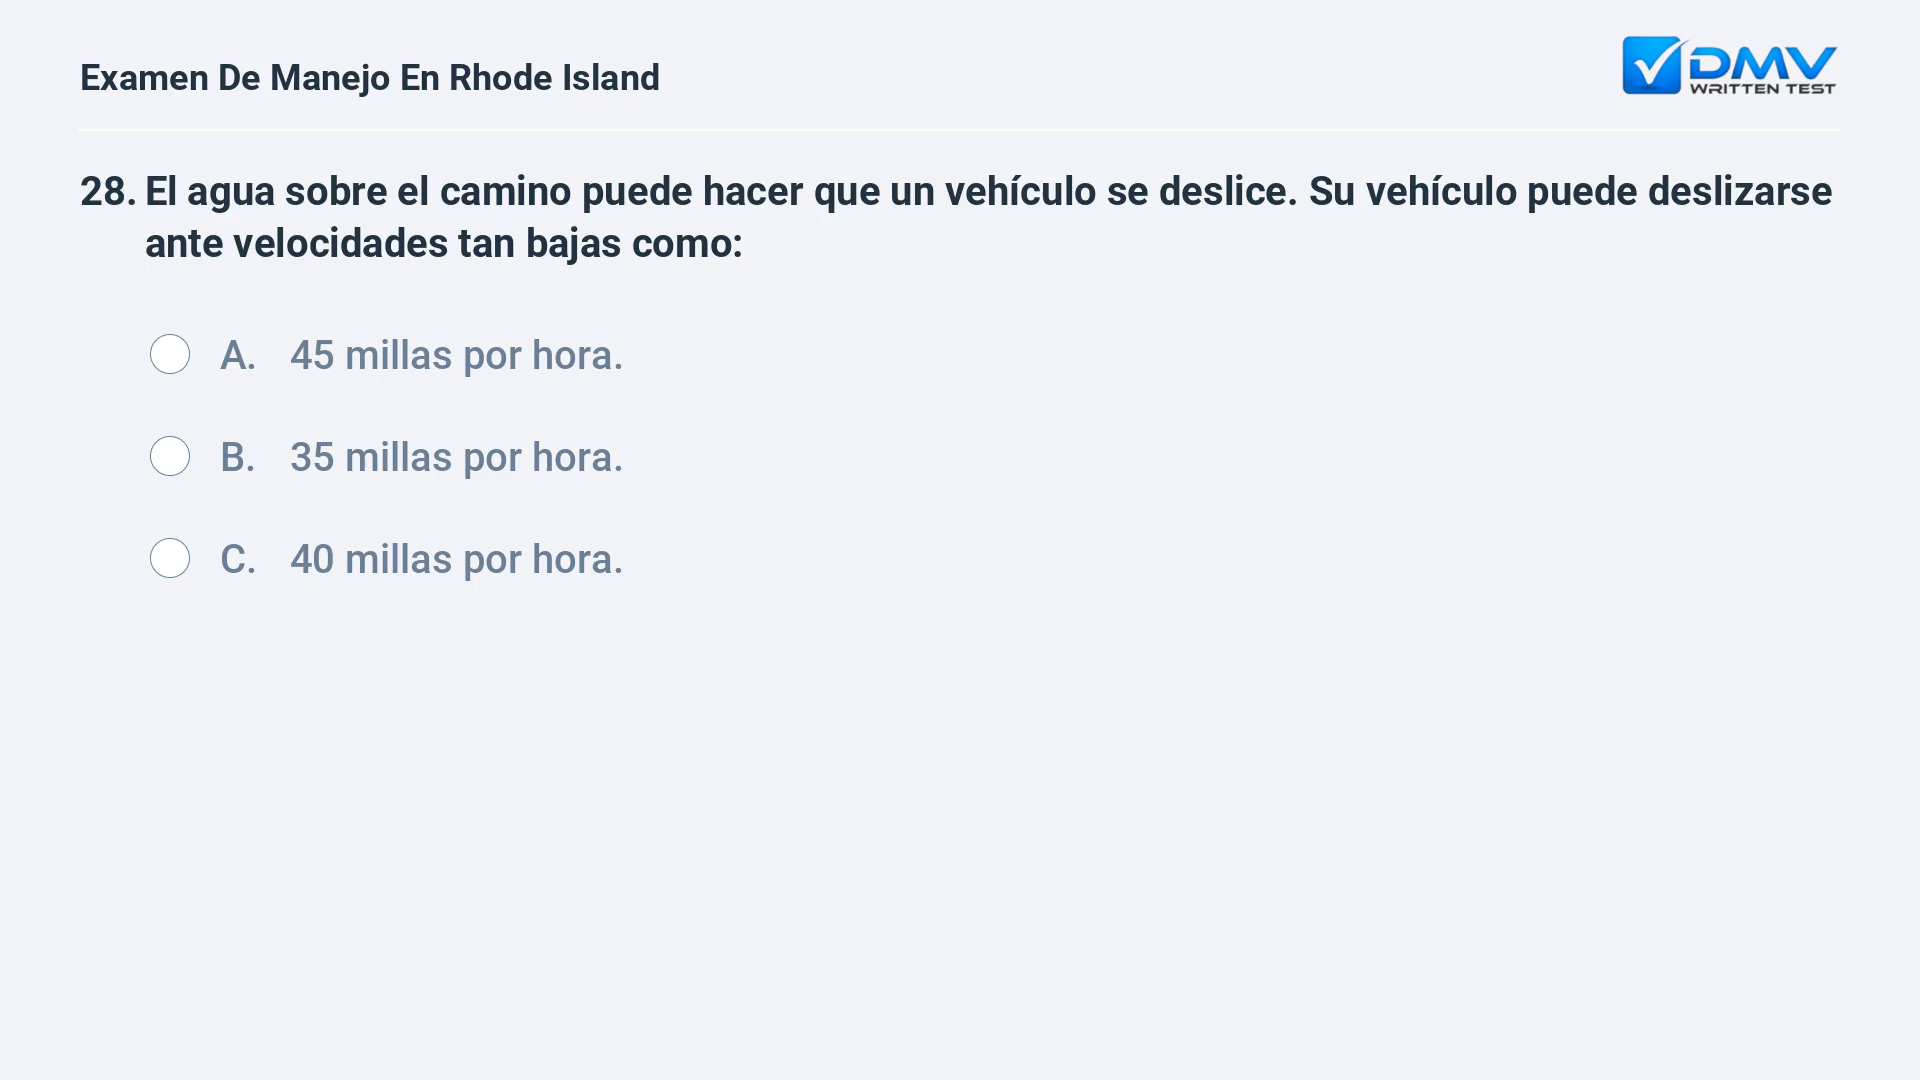 Examen De Manejo En Rhode Island
DMV
WRITTEN TEST
28. El agua sobre el camino puede hacer que un vehículo se deslice. Su vehículo puede deslizarse
ante velocidades tan bajas como:
A. 45 millas por hora.
B. 35 millas por hora.
C. 40 millas por hora.